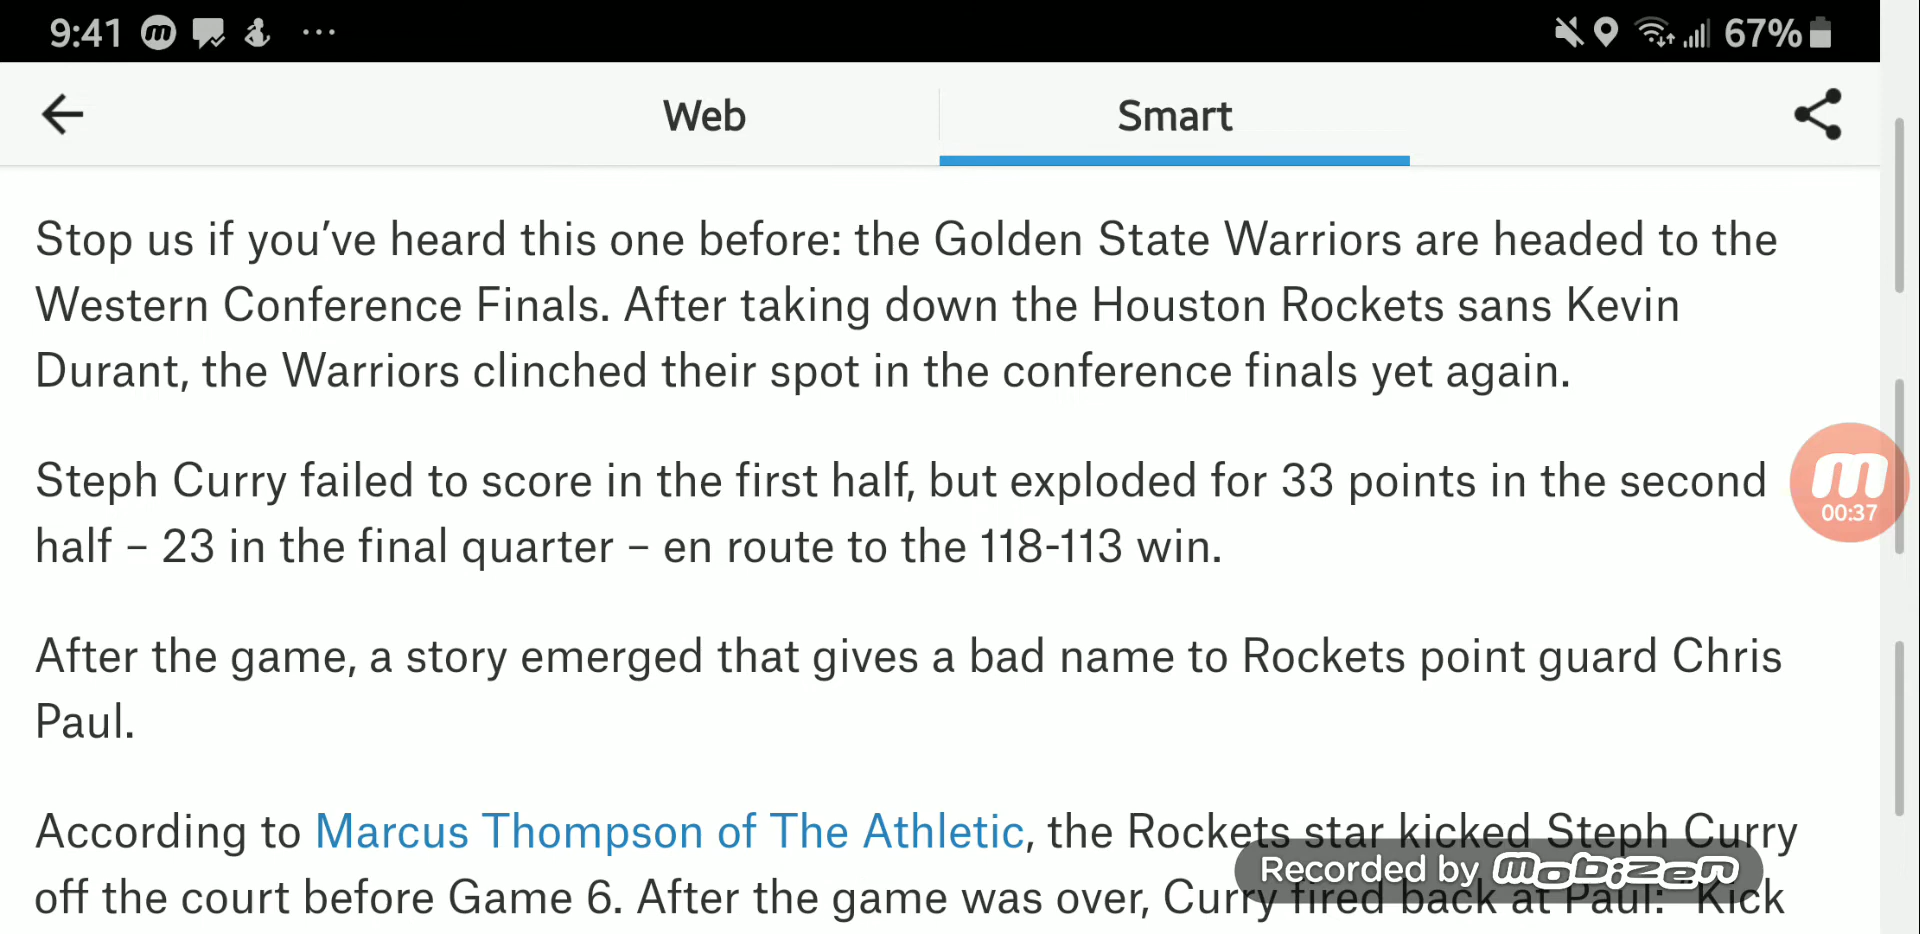 9:41 67%
Web Smart
Stop us if you’ve heard this one before: the Golden State Warriors are headed to the
Western Conference Finals. After taking down the Houston Rockets sans Kevin
Durant, the Warriors clinched their spot in the conference finals yet again.
Steph Curry failed to score in the first half, but exploded for 33 points in the second
half – 23 in the final quarter – en route to the 118-113 win.
00:37
After the game, a story emerged that gives a bad name to Rockets point guard Chris
Paul.
According to Marcus Thompson of The Athletic, the Rockets star kicked Steph Curry
Recorded by mobizen
off the court before Game 6. After the game was over, Curry fired back at Paul: “Kick